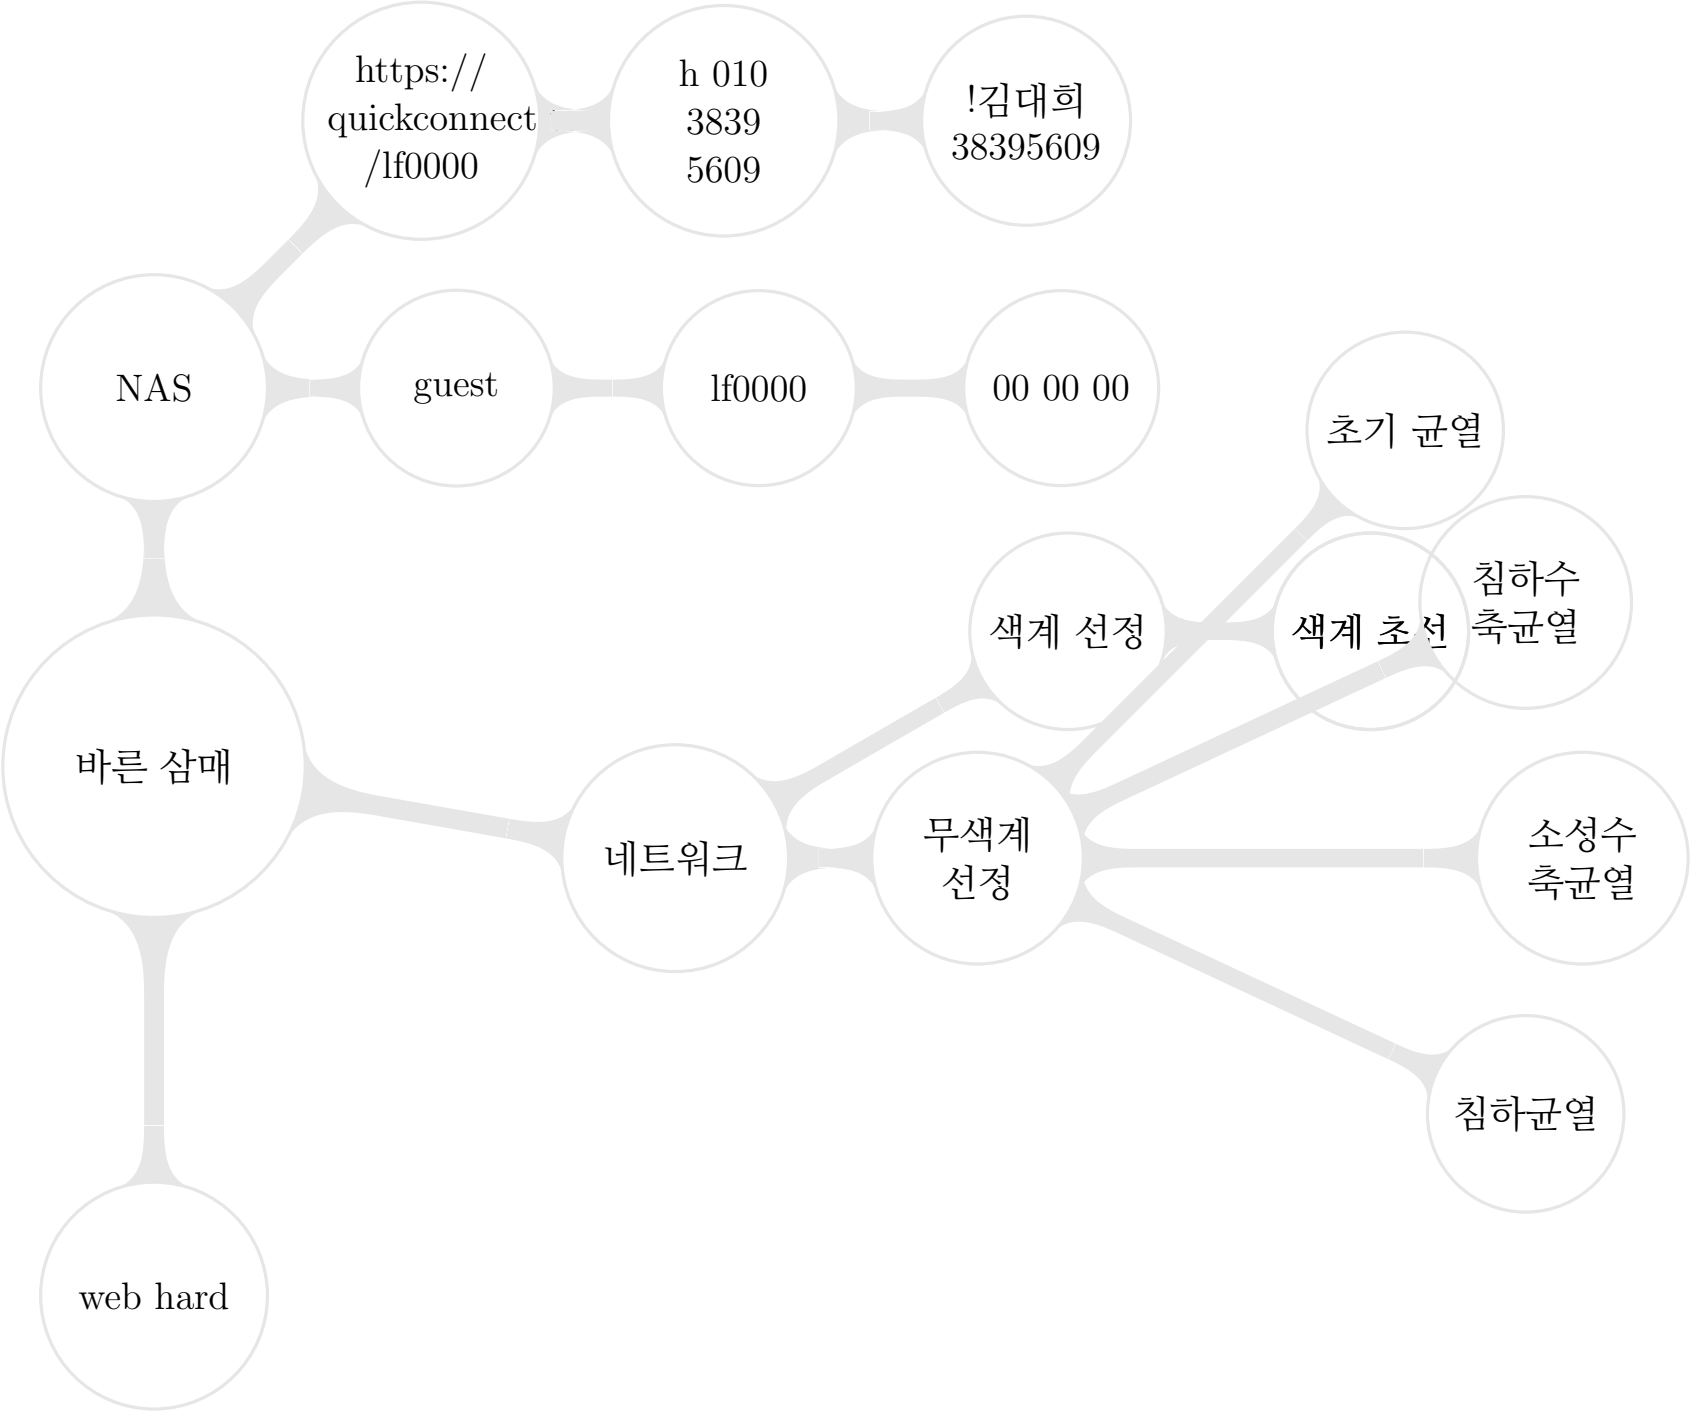 https://
quickconnect
/lf0000
h 010
3839
5609
!김대희
38395609
NAS
guest
lf0000
00 00 00
초기 균열
침하수
축균열
색계 선정
색계 초선
바른 삼매
네트워크
무색계
선정
소성수
축균열
침하균열
web hard